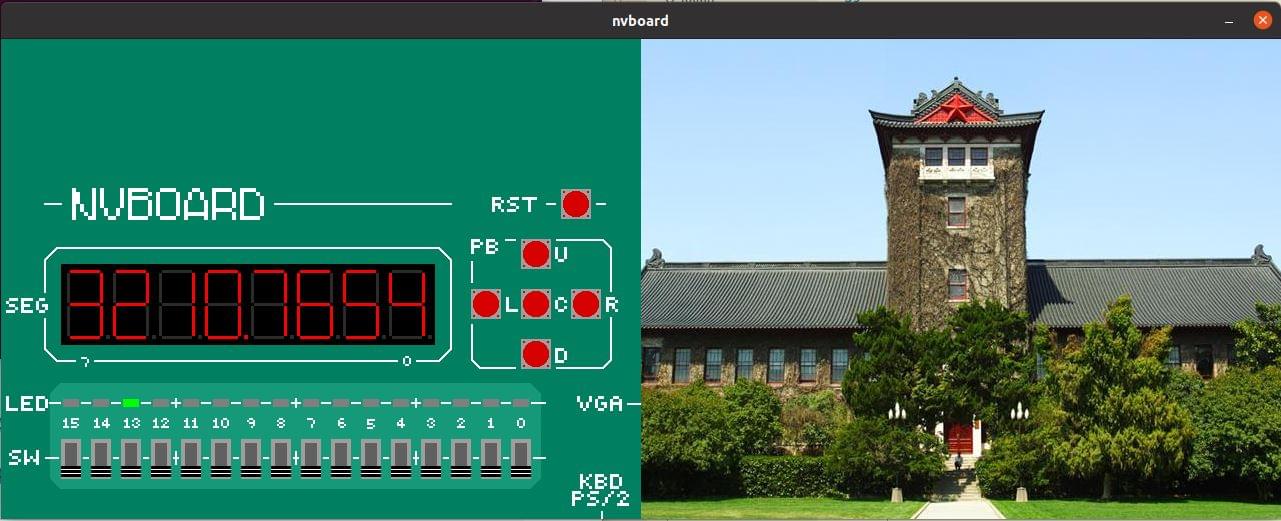 nvboard
NVBOARD
RST
PB U
SEG 3210.7654 L C R
7 0 D
LED VGA
15 14 13 12 11 10 9 8 7 6 5 4 3 2 1 0
SW
KBD
PS/2